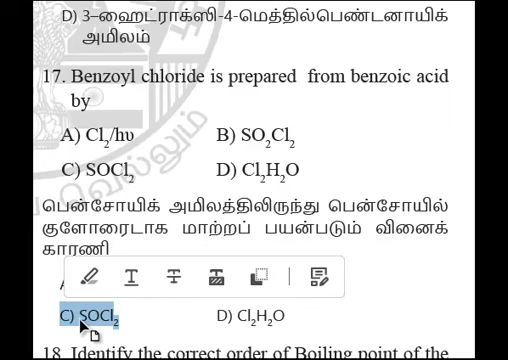 D) 3–ஹைட்ராக்ஸி-4-மெத்தில்பெண்டனாயிக்
அமிலம்
17. Benzoyl chloride is prepared from benzoic acid
by
A) Cl₂/hυ B) SO₂Cl₂
C) SOCl₂ D) Cl₂H₂O
வெல்லும்
பென்சோயிக் அமிலத்திலிருந்து பென்சோயில்
குளோரைடாக மாற்றப் பயன்படும் வினைக்
காரணி
C) SOCl₂ D) Cl₂H₂O
18. Identify the correct order of Boiling point of the